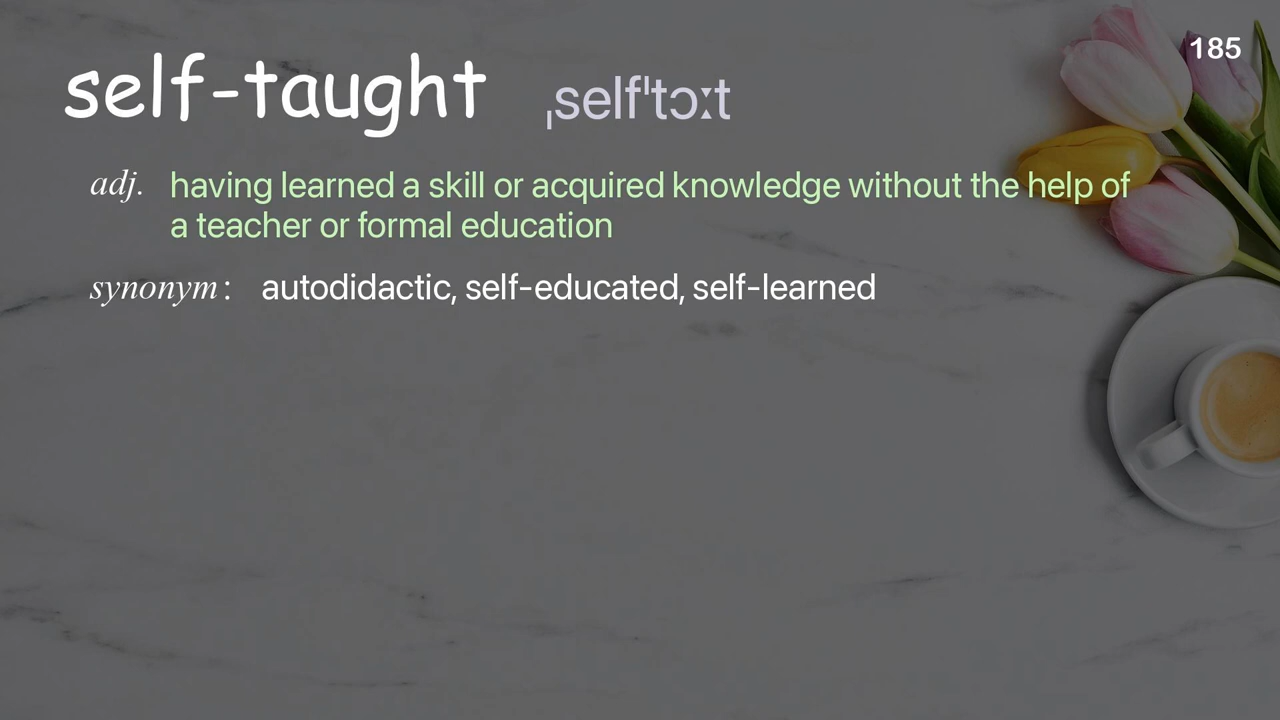 185
self-taught ˌselfˈtɔːt
adj. having learned a skill or acquired knowledge without the help of
a teacher or formal education
synonym : autodidactic, self-educated, self-learned